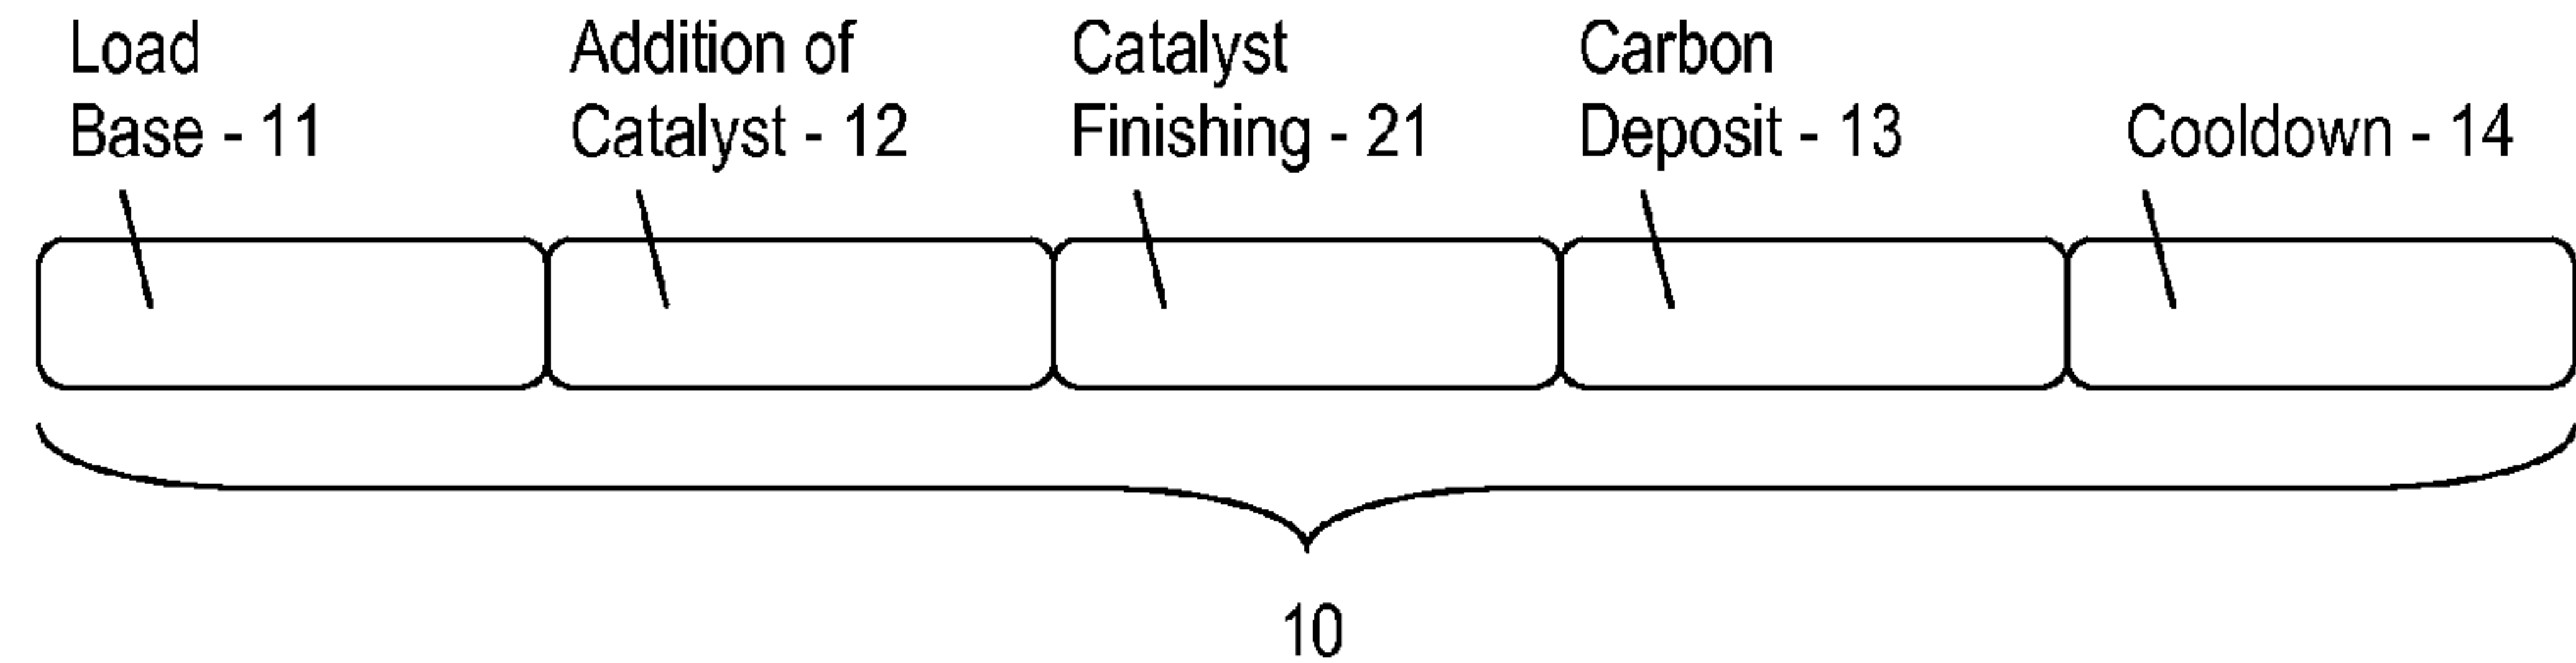 Load
Base - 11
Addition of
Catalyst - 12
Catalyst
Finishing - 21
Carbon
Deposit - 13
Cooldown - 14
10